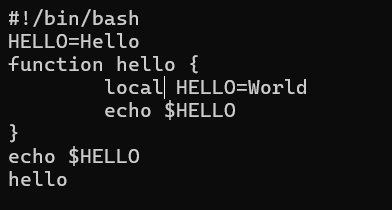 #!/bin/bash
HELLO=Hello
function hello {
        local HELLO=World
        echo $HELLO
}
echo $HELLO
hello